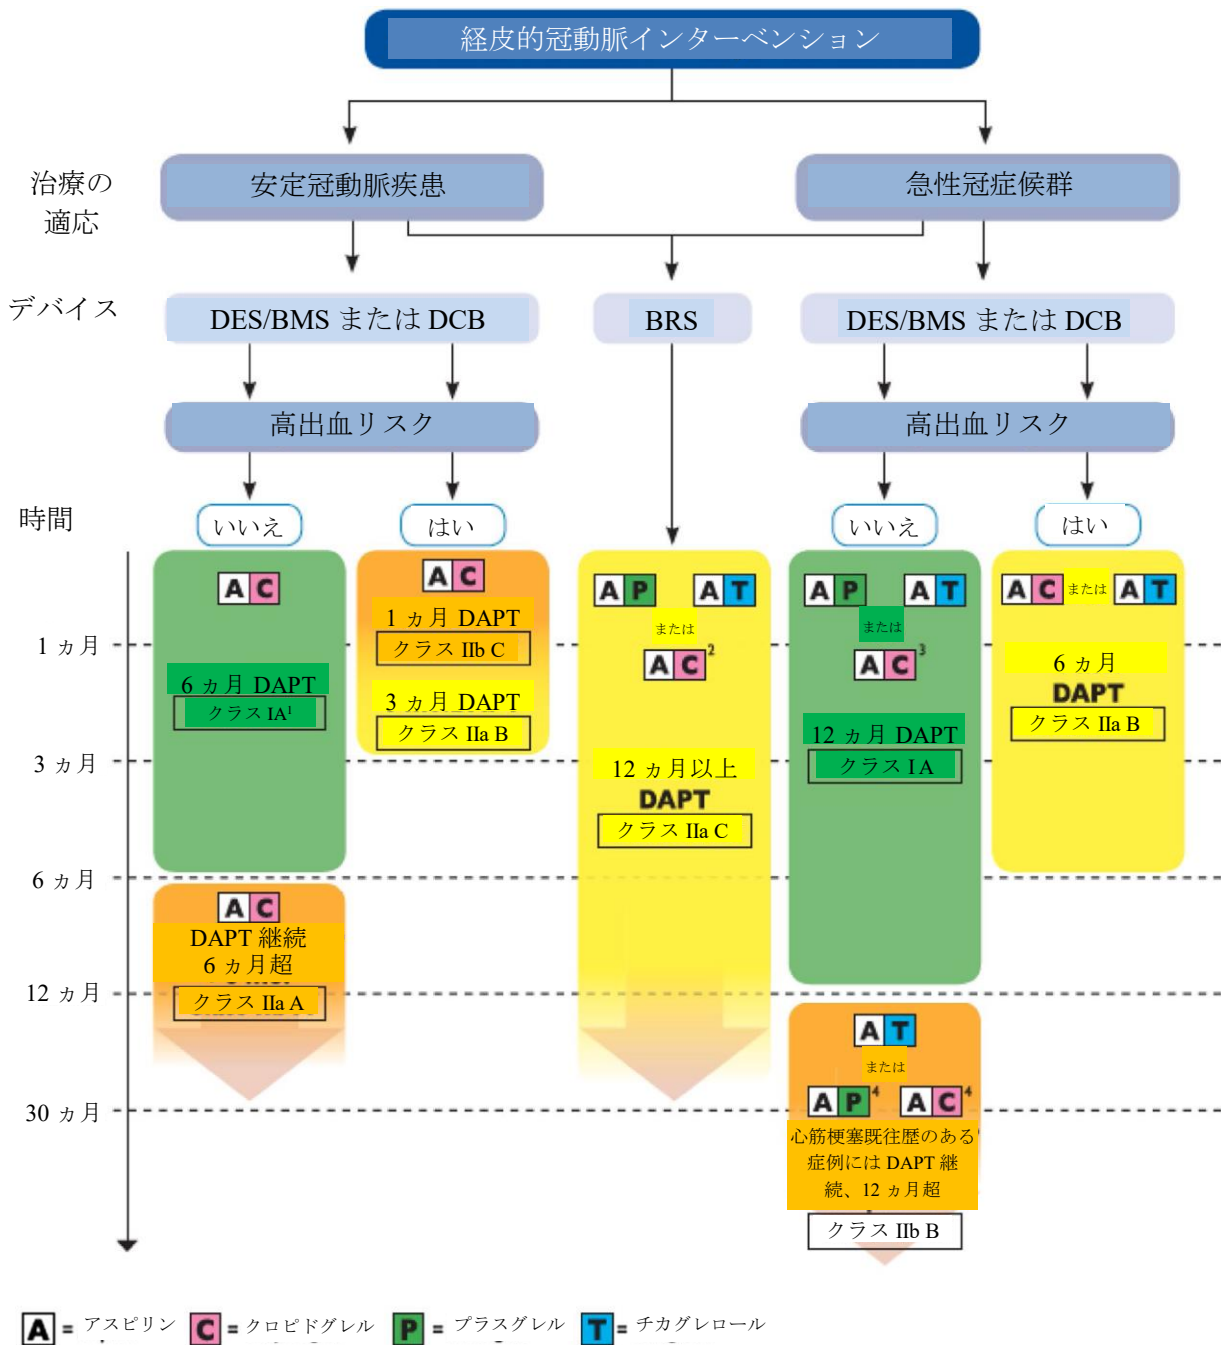 経皮的冠動脈インターベンション
治療の
適応
安定冠動脈疾患
急性冠症候群
デバイス
DES/BMS または DCB
BRS
DES/BMS または DCB
高出血リスク
高出血リスク
時間
いいえ
はい
いいえ
はい
1 ヵ月
3 ヵ月
6 ヵ月
12 ヵ月
30 ヵ月
A C
6 ヵ月 DAPT
クラス IA¹
A C
DAPT 継続
6 ヵ月超
クラス IIa A
A C
1 ヵ月 DAPT
クラス IIb C
3 ヵ月 DAPT
クラス IIa B
A P A T
または
A C ²
12 ヵ月以上
DAPT
クラス IIa C
A P A T
または
A C ³
12 ヵ月 DAPT
クラス I A
A T
または
A P ⁴ A C ⁴
心筋梗塞既往歴のある
症例には DAPT 継
続、12 ヵ月超
クラス IIb B
A C または A T
6 ヵ月
DAPT
クラス IIa B
A = アスピリン C = クロピドグレル P = プラスグレル T = チカグレロール